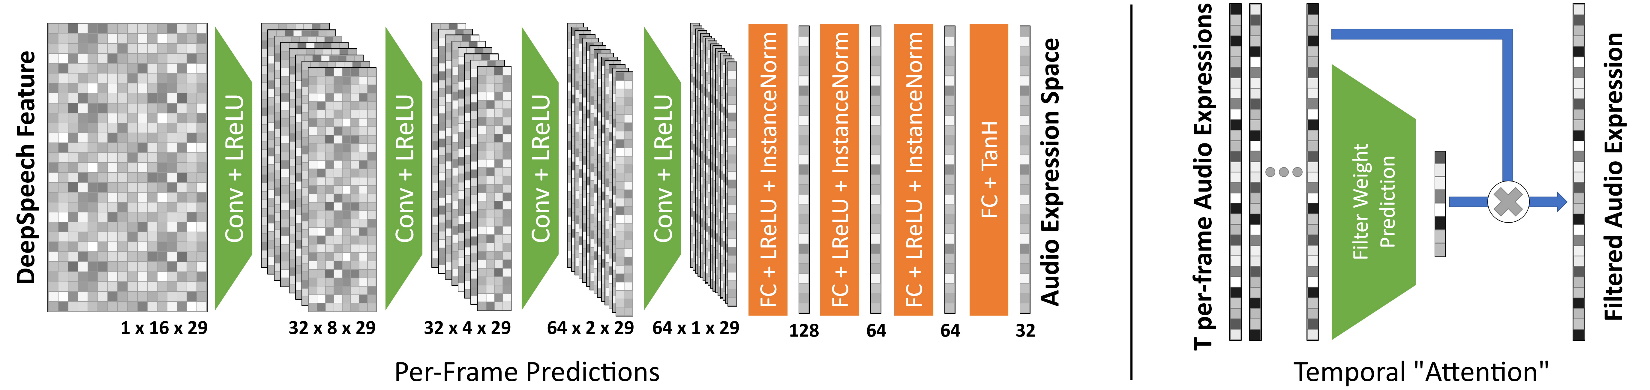 DeepSpeech Feature
1 x 16 x 29
Conv + LReLU
32 x 8 x 29
Conv + LReLU
32 x 4 x 29
Conv + LReLU
64 x 2 x 29
Conv + LReLU
64 x 1 x 29
FC + LReLU + InstanceNorm
128
FC + LReLU + InstanceNorm
64
FC + LReLU + InstanceNorm
64
FC + TanH
32
Audio Expression Space
Per-Frame Predictions
T per-frame Audio Expressions
Filter Weight
Prediction
Filtered Audio Expression
Temporal "Attention"